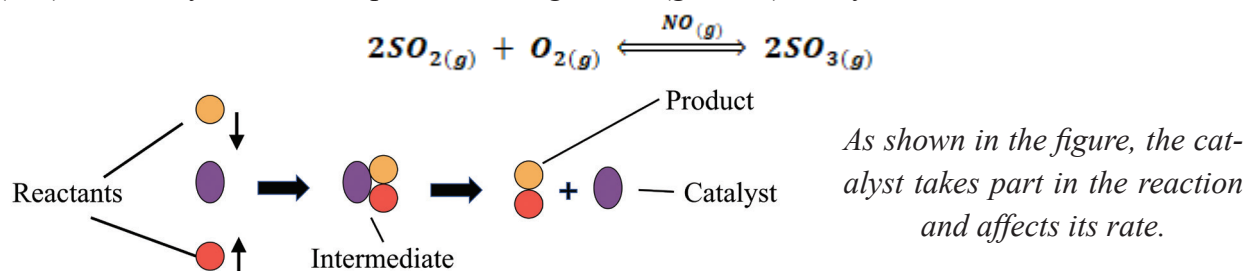 NO(g)
2SO2(g) + O2(g) ⟺ 2SO3(g)
Product
As shown in the figure, the cat-
alyst takes part in the reaction
and affects its rate.
Reactants
+
Catalyst
Intermediate